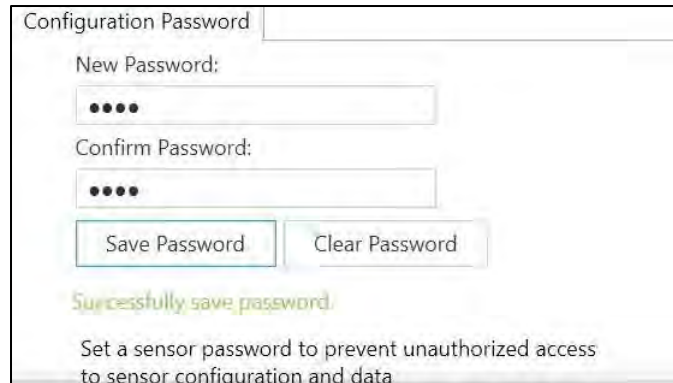 Configuration Password
New Password:
••••
Confirm Password:
••••
Save Password Clear Password
Successfully save password.
Set a sensor password to prevent unauthorized access
to sensor configuration and data